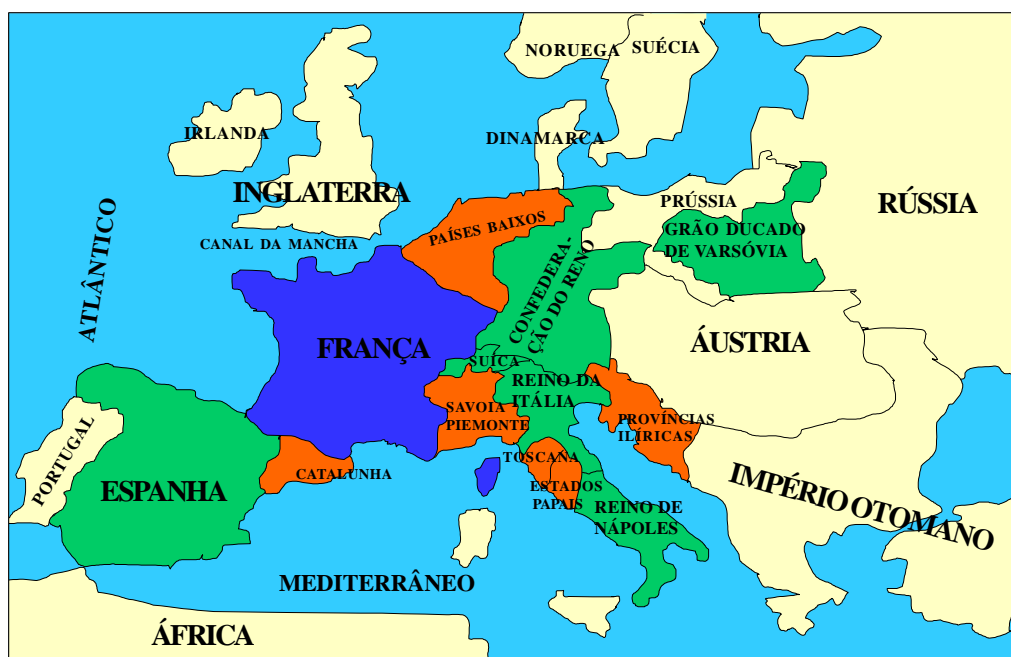 NORUEGA
SUÉCIA
IRLANDA
DINAMARCA
INGLATERRA
PRÚSSIA
RÚSSIA
PAÍSES BAIXOS
GRÃO DUCADO
DE VARSÓVIA
CANAL DA MANCHA
ATLÂNTICO
CONFEDERA-
ÇÃO DO RENO
FRANÇA
ÁUSTRIA
SUÍCA
REINO DA
ITÁLIA
SAVOIA
PIEMONTE
PROVÍNCIAS
ILÍRICAS
PORTUGAL
TOSCANA
CATALUNHA
ESPANHA
ESTADOS
PAPAIS
REINO DE
NÁPOLES
IMPÉRIO OTOMANO
MEDITERRÂNEO
ÁFRICA